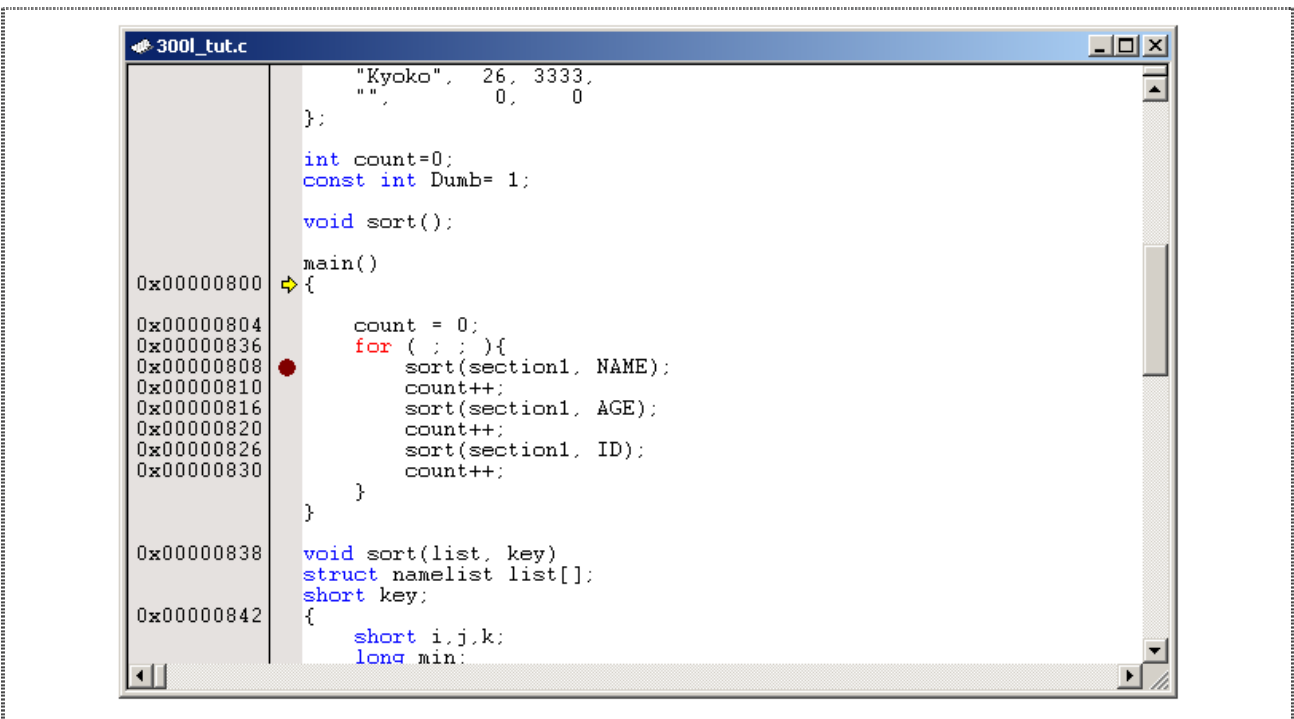 300l_tut.c
"Kyoko", 26, 3333,
"", 0, 0
};
int count=0;
const int Dumb= 1;
void sort();
main()
0x00000800 {
0x00000804 count = 0;
0x00000836 for ( ; ; ){
0x00000808 sort(section1, NAME);
0x00000810 count++;
0x00000816 sort(section1, AGE);
0x00000820 count++;
0x00000826 sort(section1, ID);
0x00000830 count++;
}
}
0x00000838 void sort(list, key)
struct namelist list[];
short key;
0x00000842 {
short i,j,k;
long min;